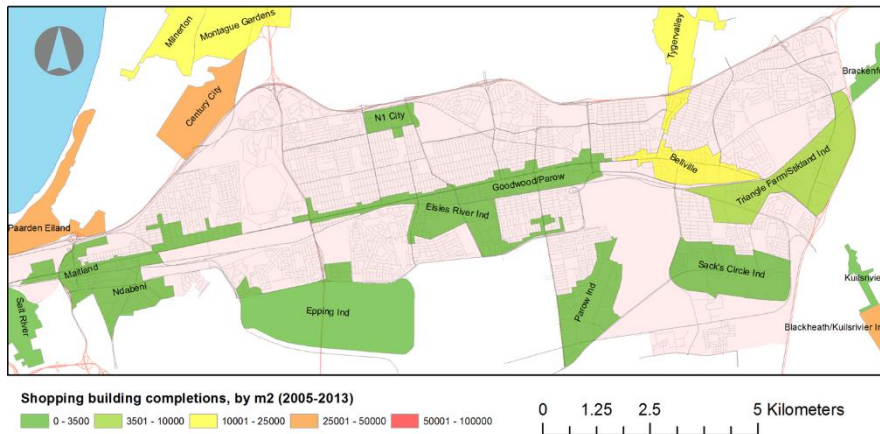 Milnerton
Montague Gardens
Tygervalley
Century City
N1 City
Bellville
Goodwood/Parow
Triangle Farm/Stikland Ind
Elsies River Ind
Paarden Eiland
Maitland
Ndabeni
Salt River
Epping Ind
Parow Ind
Sack's Circle Ind
Blackheath/Kuilsrivier In
Shopping building completions, by m2 (2005-2013)
0 - 3500 3501 - 10000 10001 - 25000 25001 - 50000 50001 - 100000
0 1.25 2.5 5 Kilometers